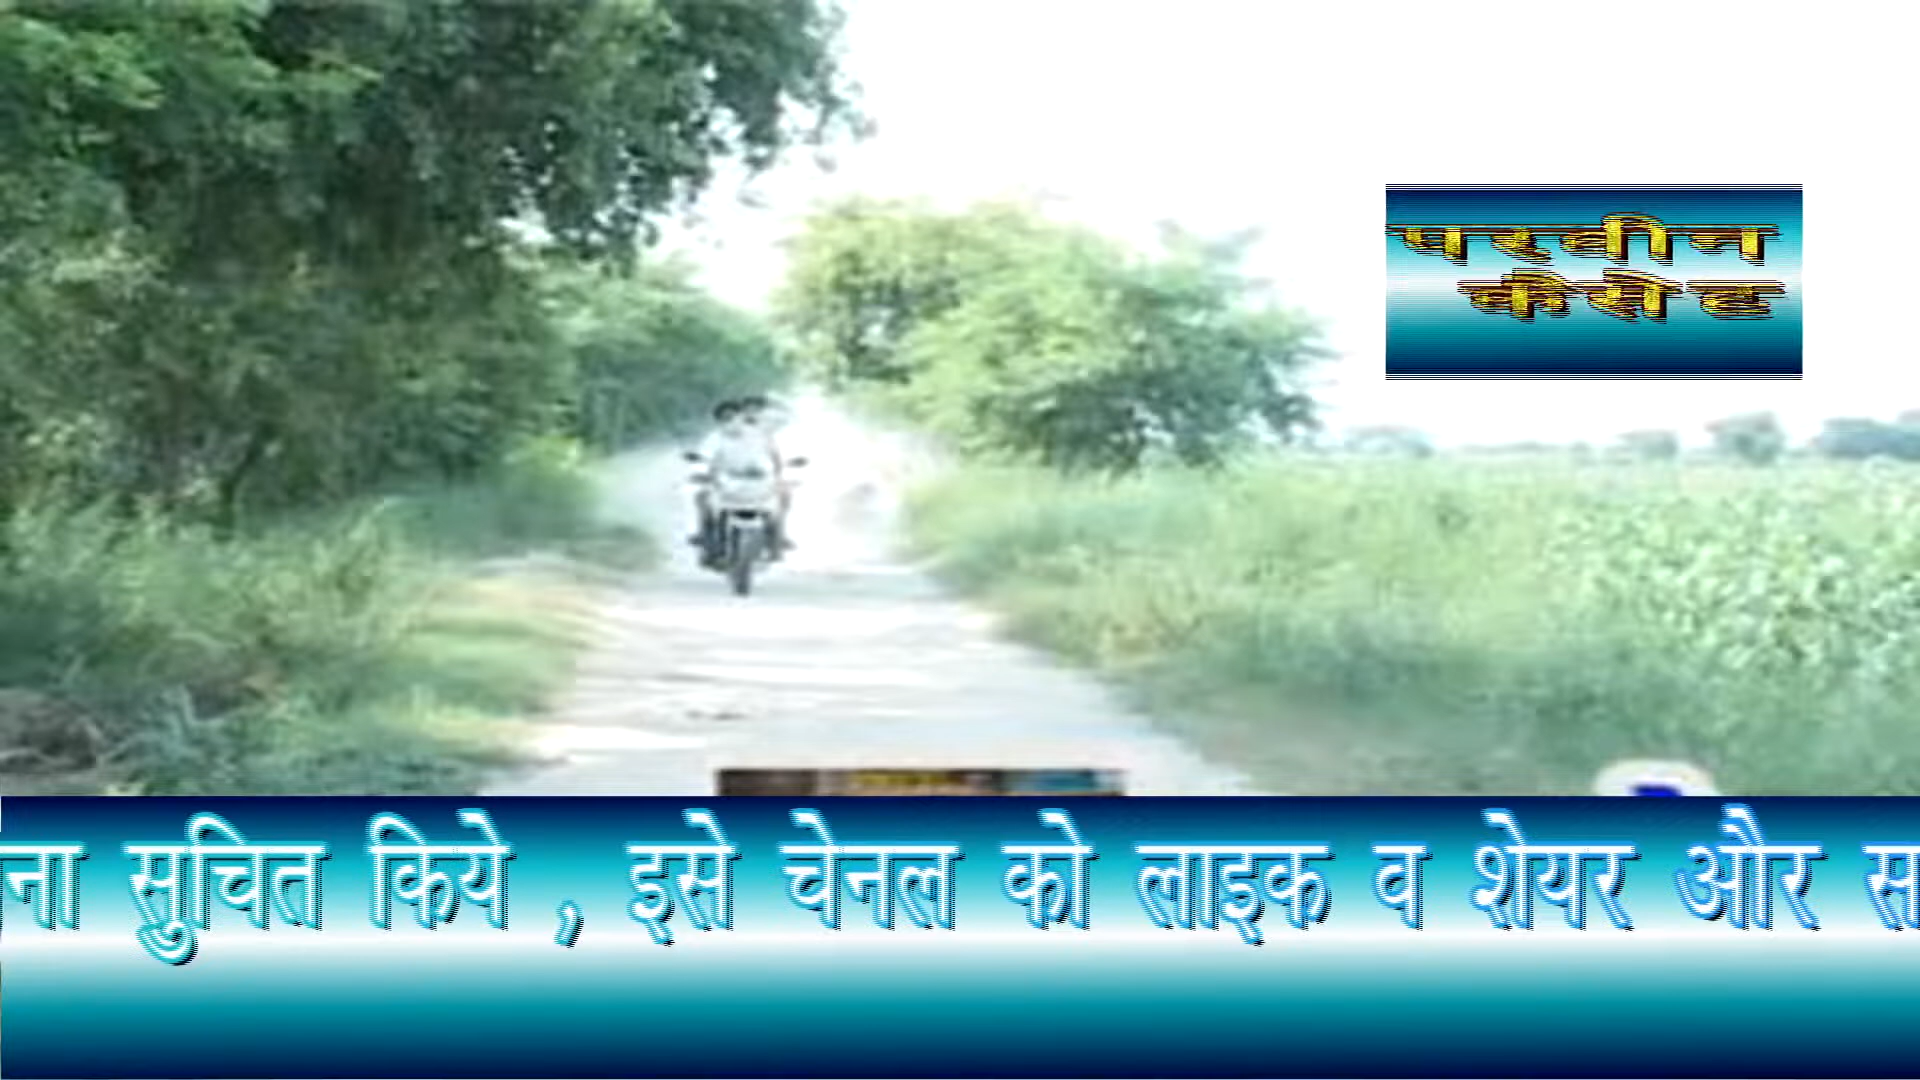 परवीन
कैसेट
ना सुचित किये , इसे चेनल को लाइक व शेयर और स